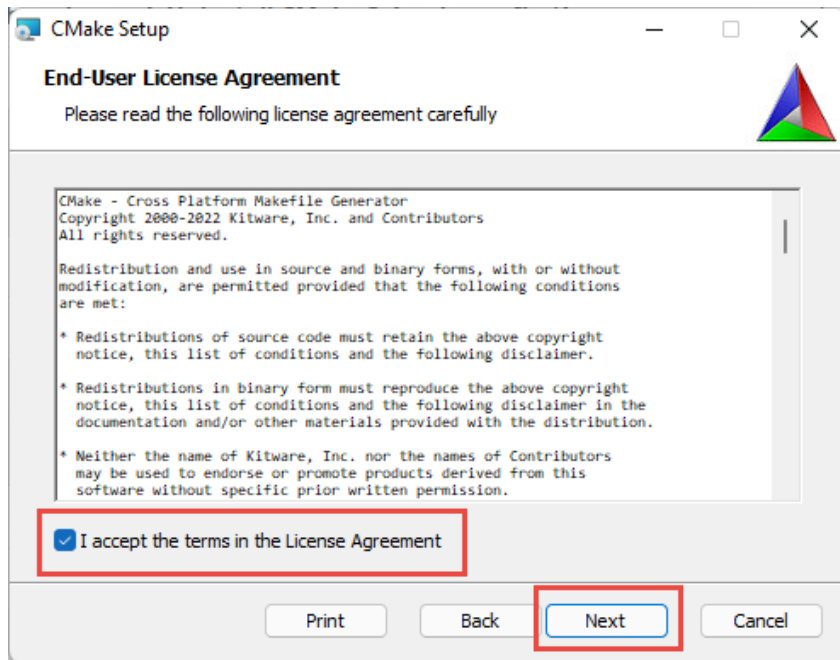 CMake Setup
End-User License Agreement
Please read the following license agreement carefully
CMake - Cross Platform Makefile Generator
Copyright 2000-2022 Kitware, Inc. and Contributors
All rights reserved.
Redistribution and use in source and binary forms, with or without
modification, are permitted provided that the following conditions
are met:
* Redistributions of source code must retain the above copyright
notice, this list of conditions and the following disclaimer.
* Redistributions in binary form must reproduce the above copyright
notice, this list of conditions and the following disclaimer in the
documentation and/or other materials provided with the distribution.
* Neither the name of Kitware, Inc. nor the names of Contributors
may be used to endorse or promote products derived from this
software without specific prior written permission.
I accept the terms in the License Agreement
Print Back Next Cancel